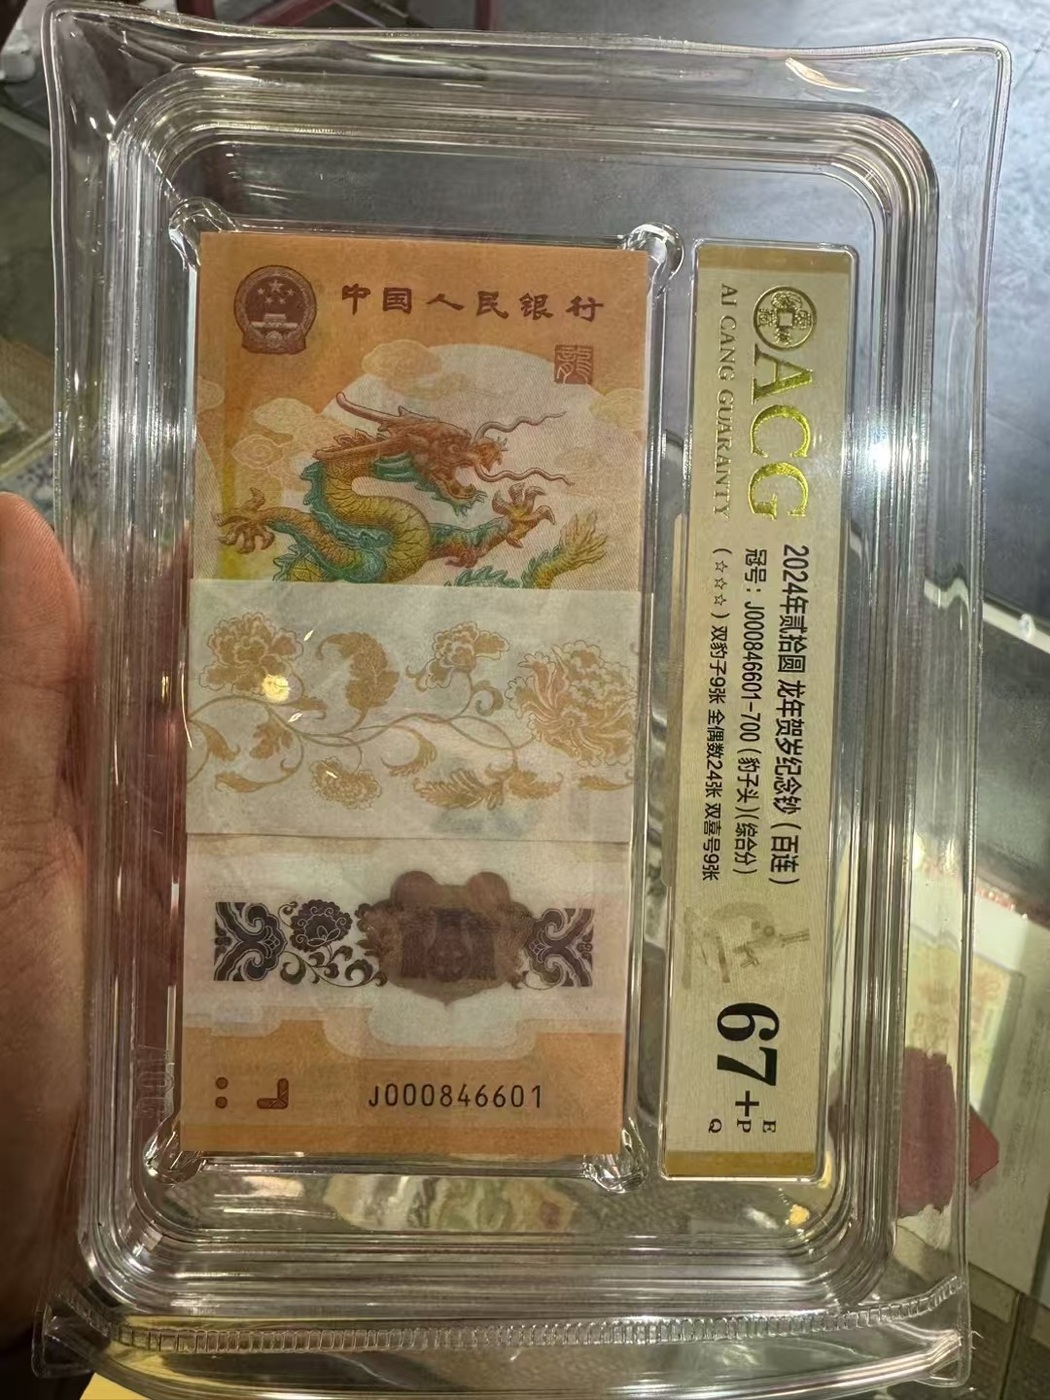 中国人民银行
龍
J000846601
ACG
AI CANG GUARANTY
2024年贰拾圆 龙年贺岁纪念钞（百连）
冠号：J000846601-700（豹子头）(综合分)
（☆☆☆）双豹子9张 全偶数24张 双喜号9张
67+
E
P
Q